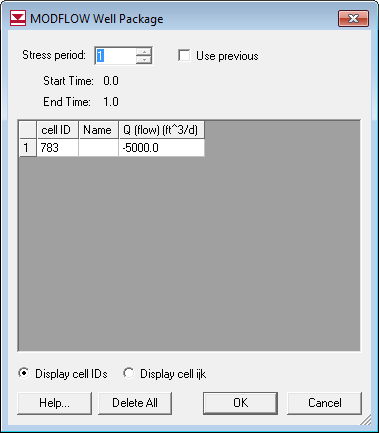 MODFLOW Well Package
Stress period: 1 Use previous
Start Time: 0.0
End Time: 1.0
cell ID Name Q (flow) (ft^3/d)
1 783 -5000.0
Display cell IDs Display cell ijk
Help... Delete All OK Cancel